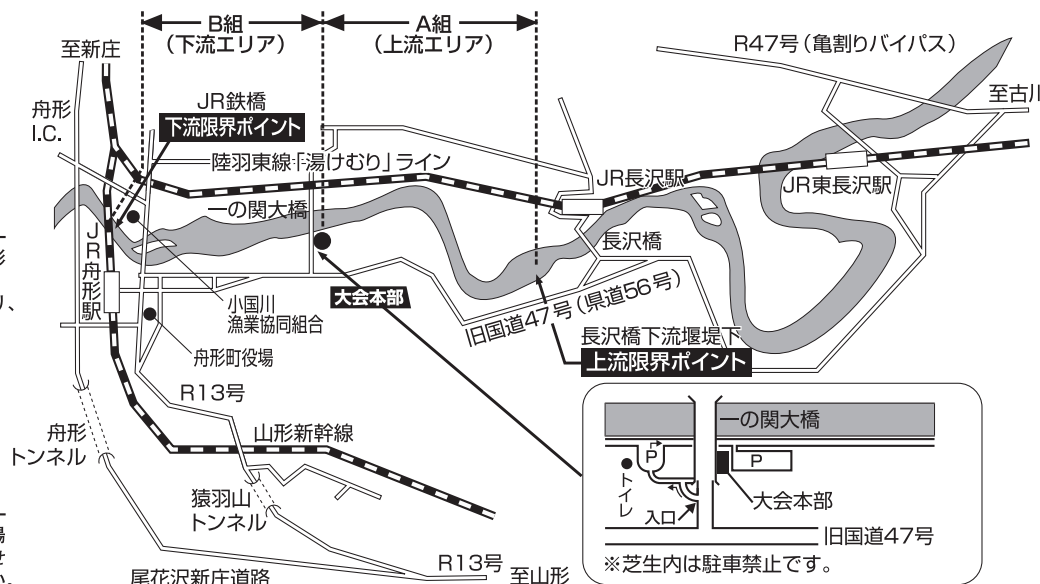 B組
（下流エリア）
A組
（上流エリア）
至新庄
R47号（亀割りバイパス）
舟形
I.C.
JR鉄橋
下流限界ポイント
至古川
陸羽東線「湯けむり」ライン
JR長沢駅
JR東長沢駅
一の関大橋
JR舟形駅
長沢橋
大会本部
小国川
漁業協同組合
旧国道47号（県道56号）
長沢橋下流堰堤下
上流限界ポイント
舟形町役場
R13号
舟形
トンネル
山形新幹線
猿羽山
トンネル
R13号
至山形
尾花沢新庄道路
一の関大橋
P
P
トイレ
大会本部
入口
旧国道47号
※芝生内は駐車禁止です。
形
り、
場
せ
い。